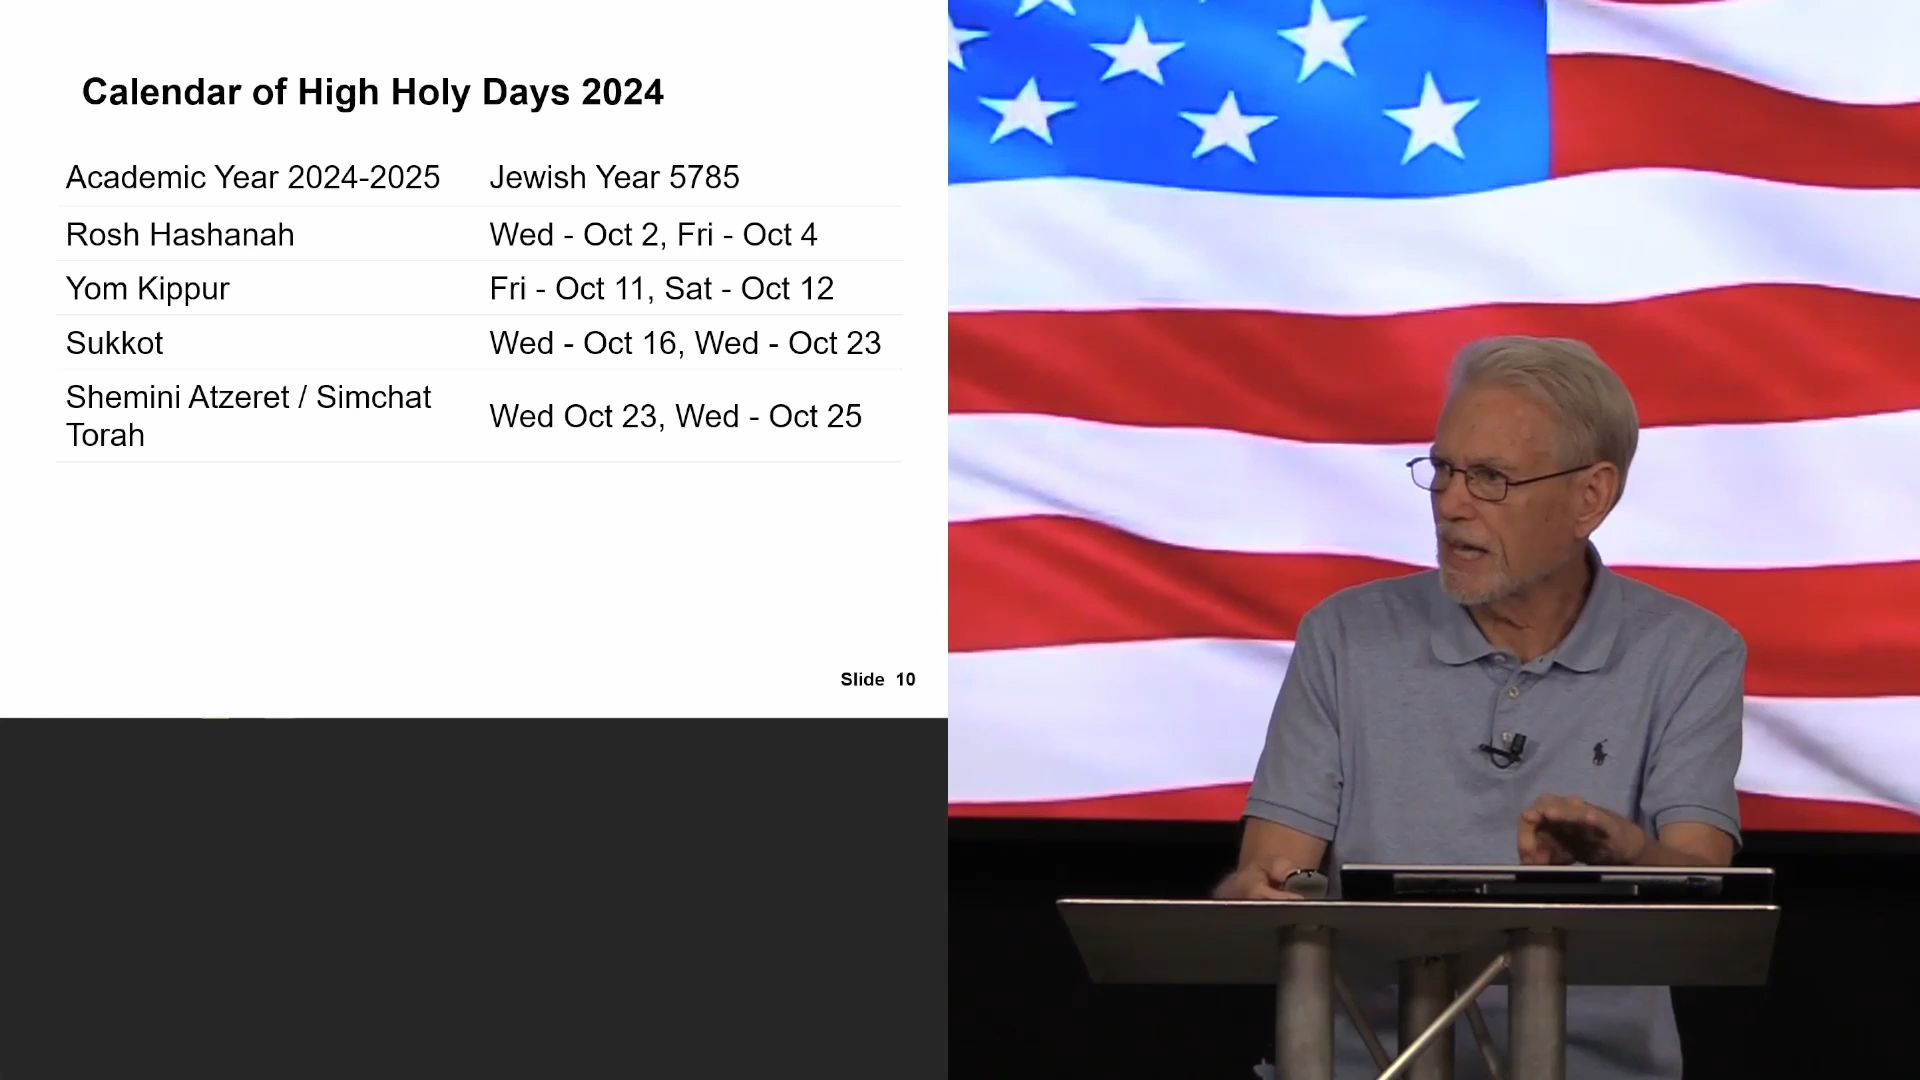 Calendar of High Holy Days 2024
Academic Year 2024-2025 Jewish Year 5785
Rosh Hashanah Wed - Oct 2, Fri - Oct 4
Yom Kippur Fri - Oct 11, Sat - Oct 12
Sukkot Wed - Oct 16, Wed - Oct 23
Shemini Atzeret / Simchat
Torah
Wed Oct 23, Wed - Oct 25
Slide 10